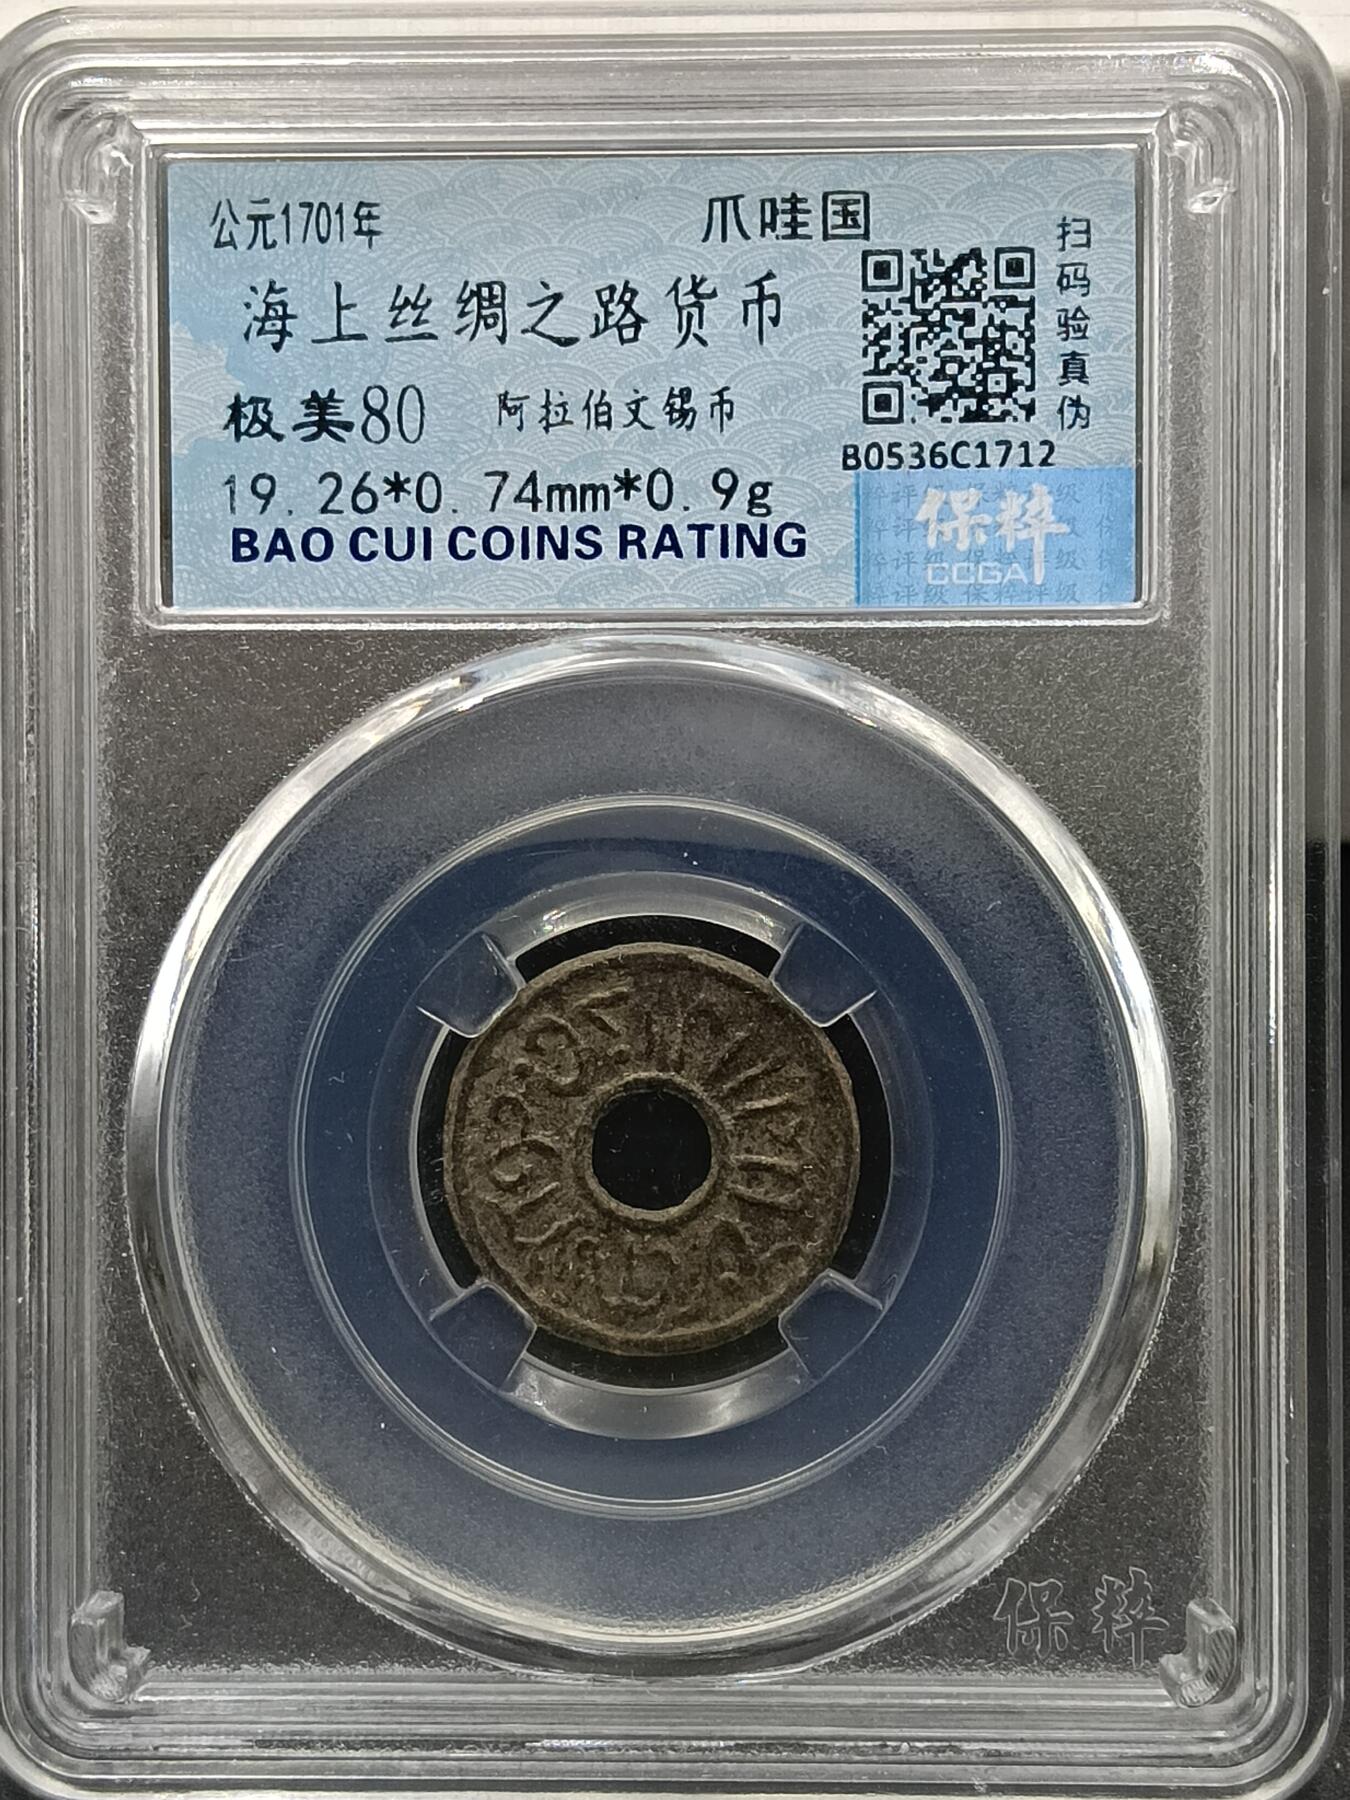 公元1701年
爪哇国
海上丝绸之路货币
扫码验真伪
极美80
阿拉伯文锡币
B0536C1712
19.26*0.74mm*0.9g
BAO CUI COINS RATING
保粹
CCGA
保粹